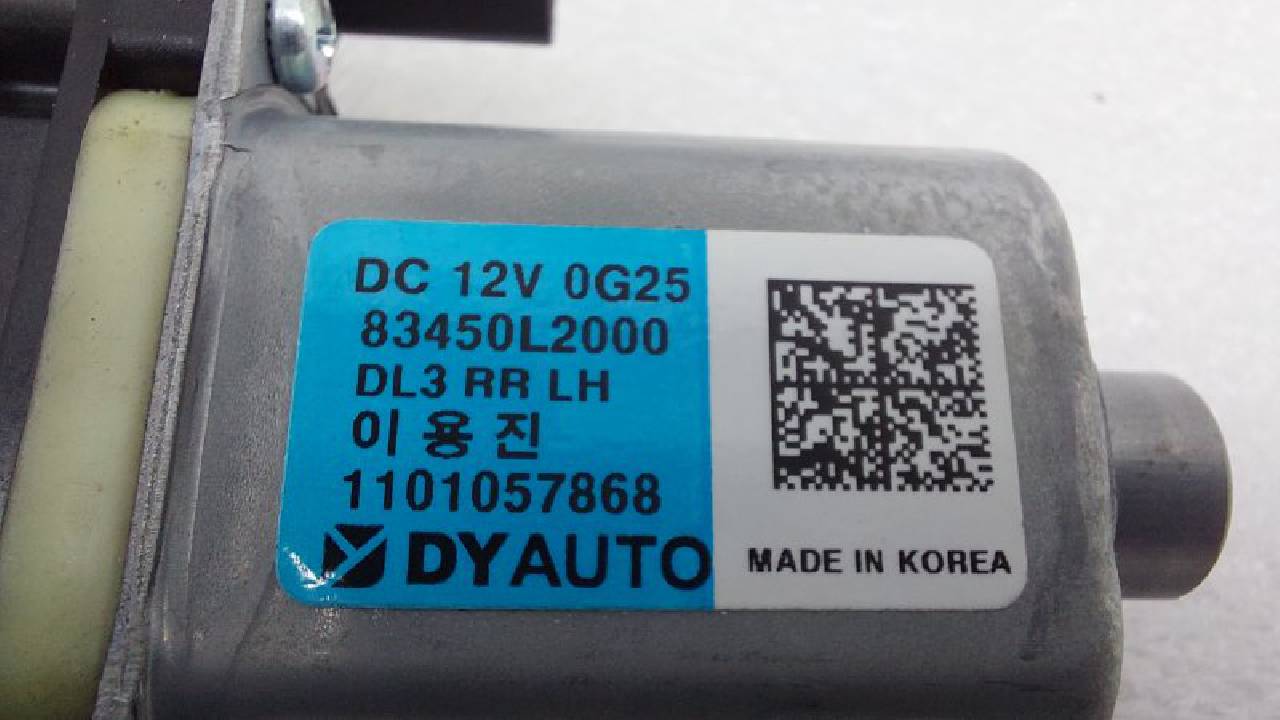 DC 12V 0G25
83450L2000
DL3 RR LH
이용진
1101057868
DYAUTO
MADE IN KOREA